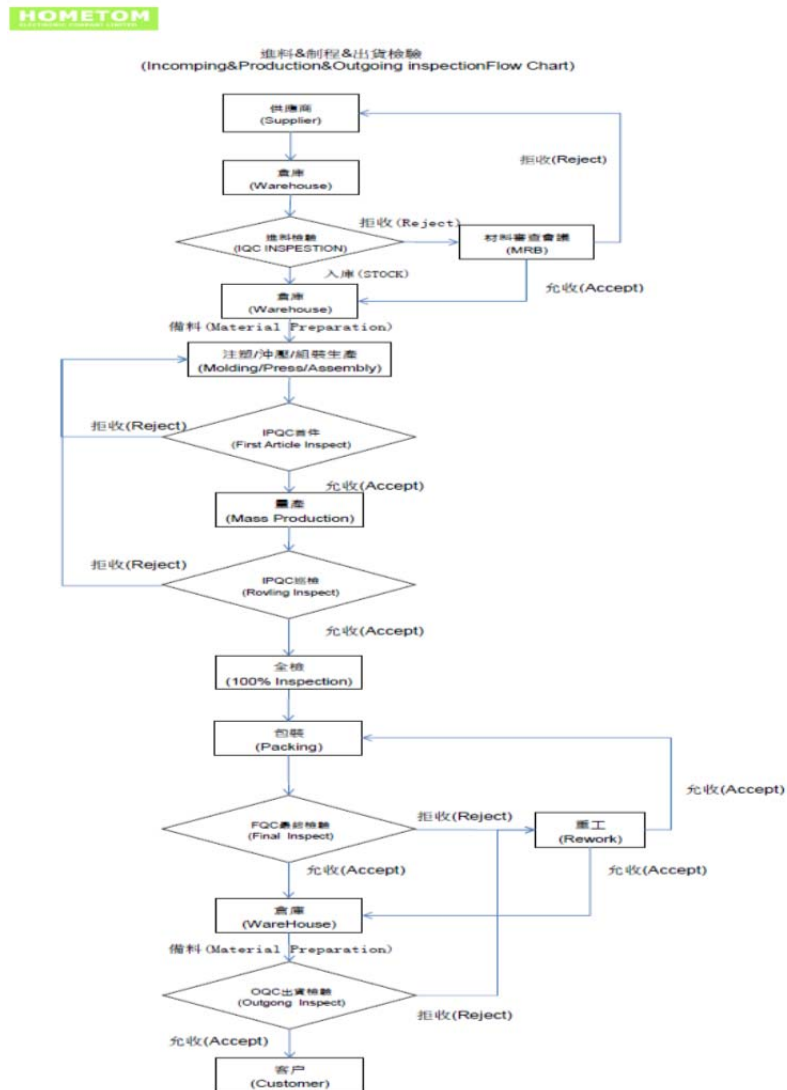 HOMETOM
進料&制程&出貨檢驗
(Incomping&Production&Outgoing inspectionFlow Chart)
供應商
(Supplier)
拒收(Reject)
倉庫
(Warehouse)
拒收(Reject)
進料檢驗
(IQC INSPESTION)
材料審查會議
(MRB)
入庫(STOCK)
允收(Accept)
倉庫
(Warehouse)
備料(Material Preparation)
注塑/沖壓/組裝生產
(Molding/Press/Assembly)
拒收(Reject)
IPQC首件
(First Article Inspect)
允收(Accept)
量產
(Mass Production)
拒收(Reject)
IPQC巡檢
(Rovling Inspect)
允收(Accept)
全檢
(100% Inspection)
包裝
(Packing)
允收(Accept)
拒收(Reject)
FQC最終檢驗
(Final Inspect)
重工
(Rework)
允收(Accept)
允收(Accept)
倉庫
(WareHouse)
備料(Material Preparation)
OQC出貨檢驗
(Outgong Inspect)
拒收(Reject)
允收(Accept)
客户
(Customer)